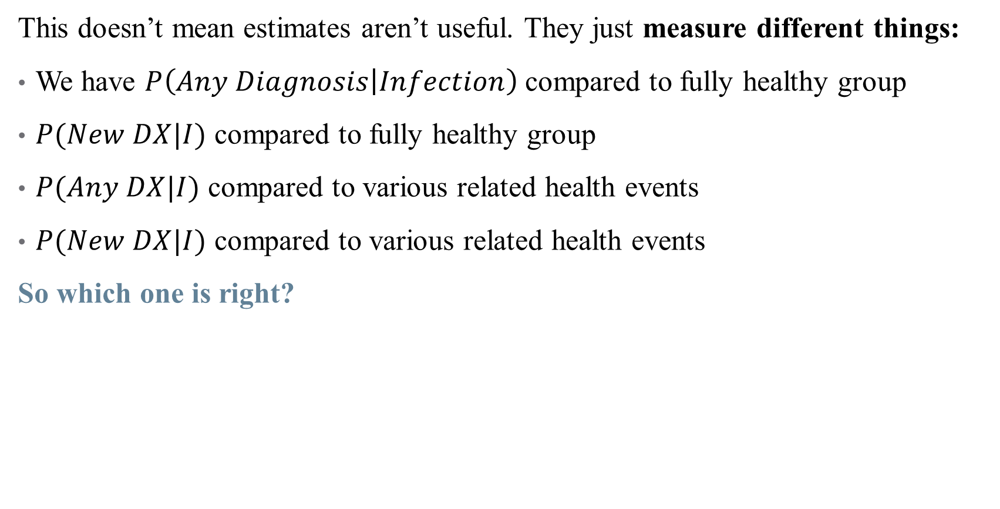 This doesn’t mean estimates aren’t useful. They just measure different things:
• We have P(Any Diagnosis|Infection) compared to fully healthy group
• P(New DX|I) compared to fully healthy group
• P(Any DX|I) compared to various related health events
• P(New DX|I) compared to various related health events
So which one is right?